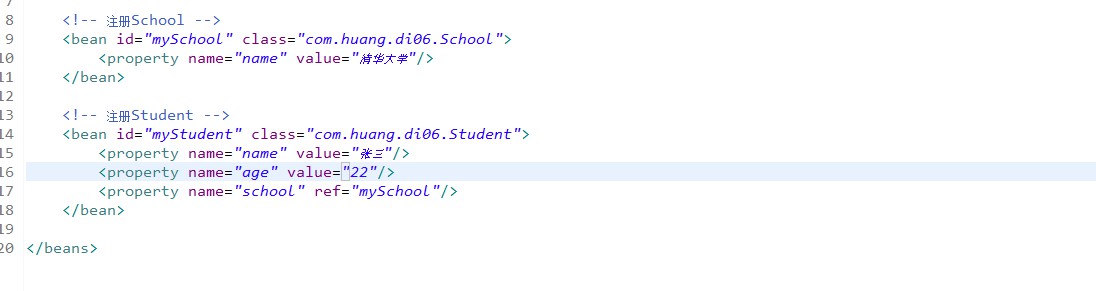 7
8 <!-- 注册School -->
9 <bean id="mySchool" class="com.huang.di06.School">
10 <property name="name" value="清华大学"/>
11 </bean>
12
13 <!-- 注册Student -->
14 <bean id="myStudent" class="com.huang.di06.Student">
15 <property name="name" value="张三"/>
16 <property name="age" value="22"/>
17 <property name="school" ref="mySchool"/>
18 </bean>
19
20 </beans>